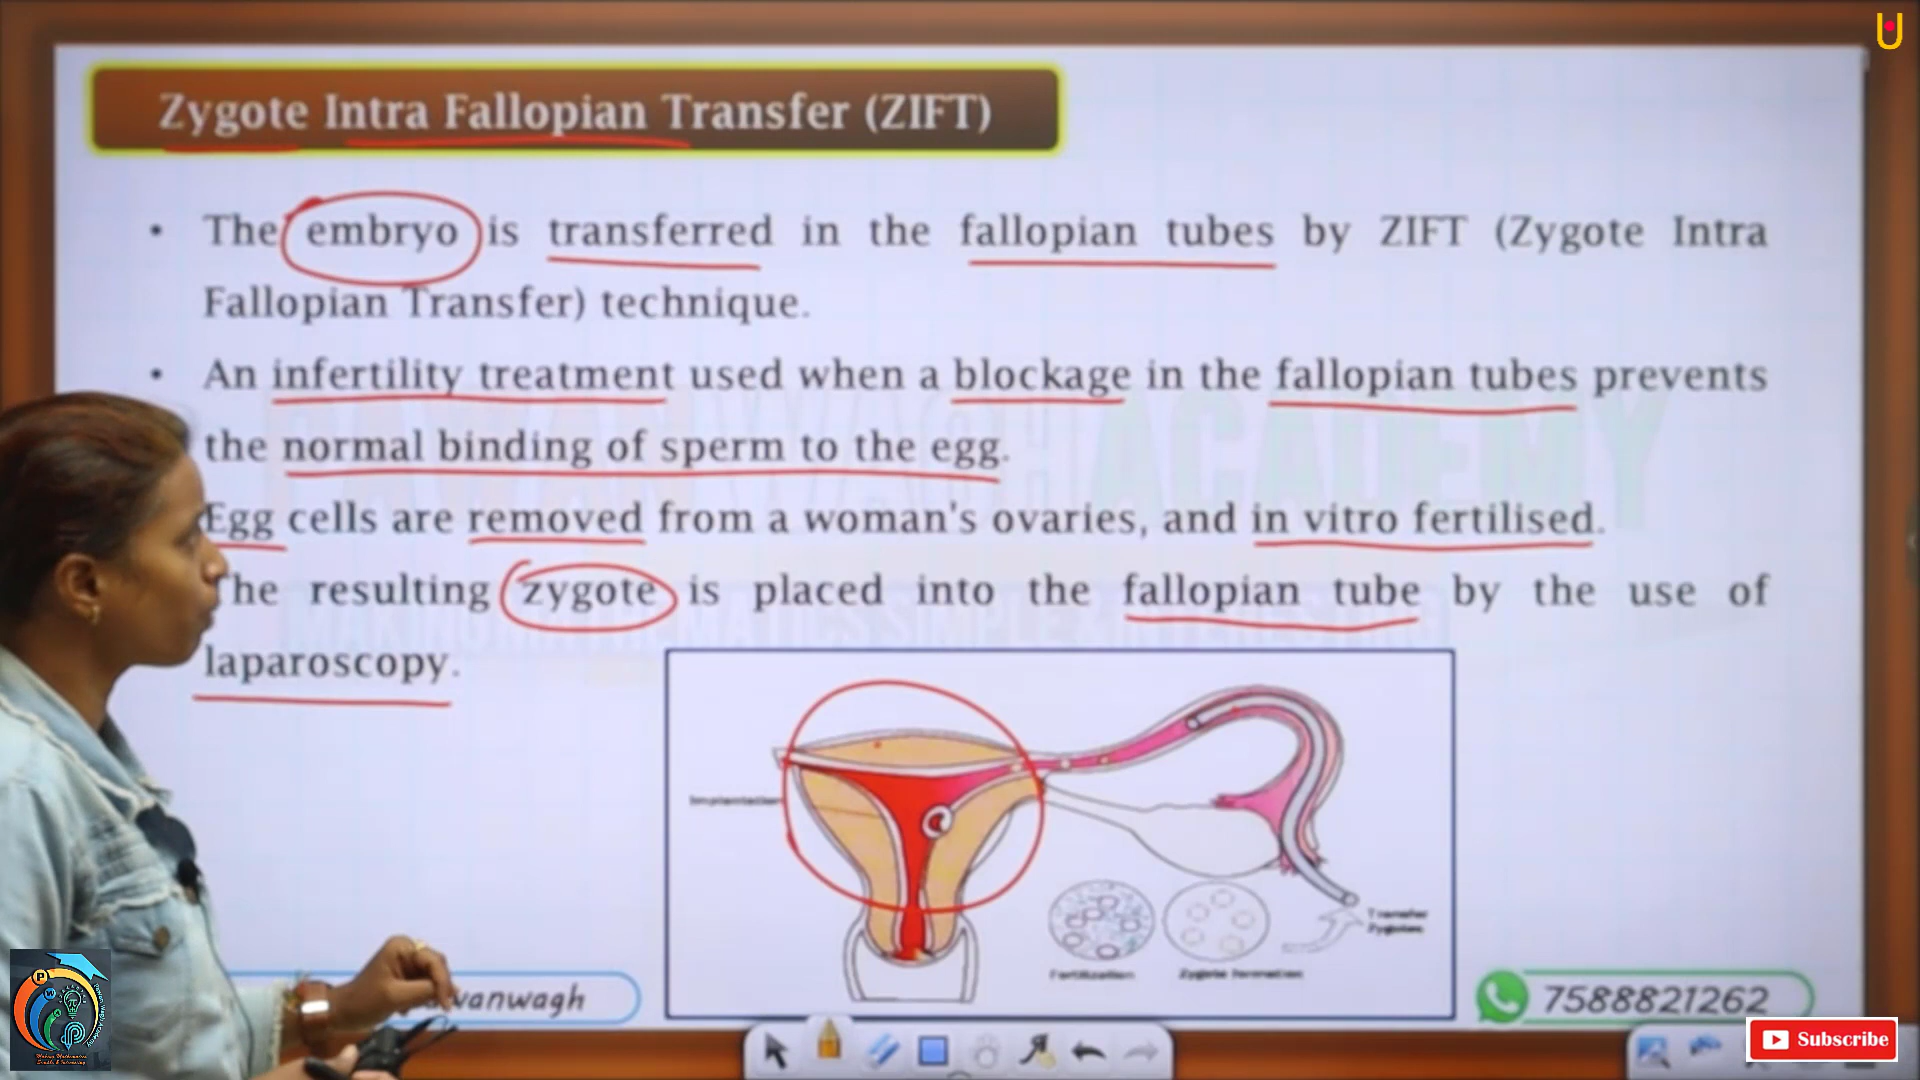 Zygote Intra Fallopian Transfer (ZIFT)
• The embryo is transferred in the fallopian tubes by ZIFT (Zygote Intra
Fallopian Transfer) technique.
• An infertility treatment used when a blockage in the fallopian tubes prevents
the normal binding of sperm to the egg.
Egg cells are removed from a woman's ovaries, and in vitro fertilised.
The resulting zygote is placed into the fallopian tube by the use of
laparoscopy.
Implantation
Transfer
Zygotes
Fertilization
Zygote formation
vanwagh
7588821262
Subscribe